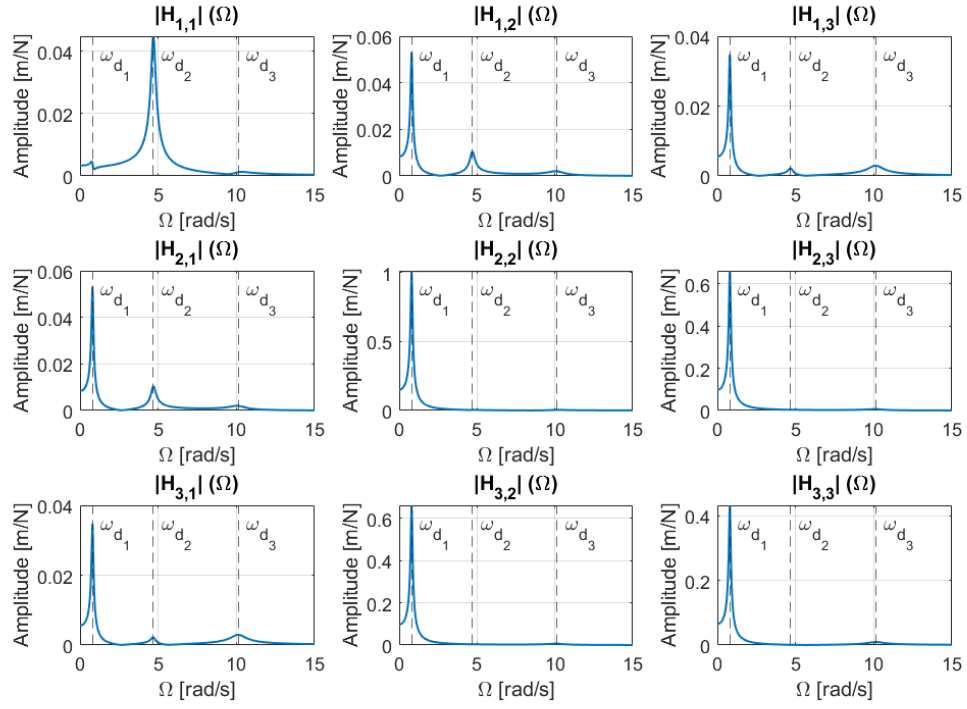 |H1,1| (Ω)
Amplitude [m/N]
0.04
0.02
0
ωd1
ωd2
ωd3
0 5 10 15
Ω [rad/s]
|H1,2| (Ω)
Amplitude [m/N]
0.06
0.04
0.02
0
ωd1
ωd2
ωd3
0 5 10 15
Ω [rad/s]
|H1,3| (Ω)
Amplitude [m/N]
0.04
0.02
0
ωd1
ωd2
ωd3
0 5 10 15
Ω [rad/s]
|H2,1| (Ω)
Amplitude [m/N]
0.06
0.04
0.02
0
ωd1
ωd2
ωd3
0 5 10 15
Ω [rad/s]
|H2,2| (Ω)
Amplitude [m/N]
1
0.5
0
ωd1
ωd2
ωd3
0 5 10 15
Ω [rad/s]
|H2,3| (Ω)
Amplitude [m/N]
0.6
0.4
0.2
0
ωd1
ωd2
ωd3
0 5 10 15
Ω [rad/s]
|H3,1| (Ω)
Amplitude [m/N]
0.04
0.02
0
ωd1
ωd2
ωd3
0 5 10 15
Ω [rad/s]
|H3,2| (Ω)
Amplitude [m/N]
0.6
0.4
0.2
0
ωd1
ωd2
ωd3
0 5 10 15
Ω [rad/s]
|H3,3| (Ω)
Amplitude [m/N]
0.4
0.2
0
ωd1
ωd2
ωd3
0 5 10 15
Ω [rad/s]